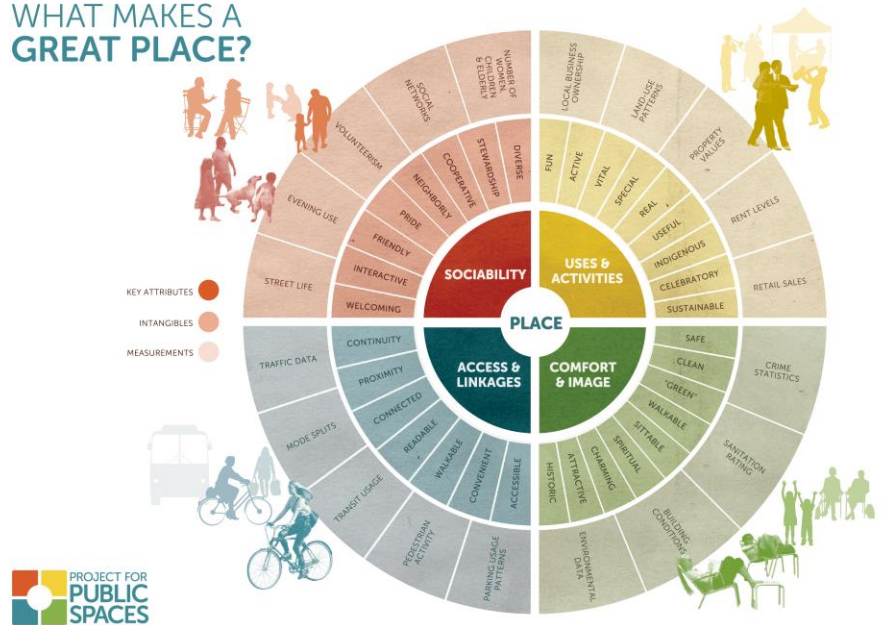 WHAT MAKES A
GREAT PLACE?
KEY ATTRIBUTES
INTANGIBLES
MEASUREMENTS
PLACE
SOCIABILITY
DIVERSE
STEWARDSHIP
COOPERATIVE
NEIGHBORLY
PRIDE
FRIENDLY
INTERACTIVE
WELCOMING
NUMBER OF
WOMEN,
CHILDREN
& ELDERLY
SOCIAL
NETWORKS
VOLUNTEERISM
EVENING USE
STREET LIFE
USES &
ACTIVITIES
FUN
ACTIVE
VITAL
SPECIAL
REAL
USEFUL
INDIGENOUS
CELEBRATORY
SUSTAINABLE
LOCAL BUSINESS
OWNERSHIP
LAND-USE
PATTERNS
PROPERTY
VALUES
RENT LEVELS
RETAIL SALES
ACCESS &
LINKAGES
CONTINUITY
PROXIMITY
CONNECTED
READABLE
WALKABLE
CONVENIENT
ACCESSIBLE
TRAFFIC DATA
MODE SPLITS
TRANSIT USAGE
PEDESTRIAN
ACTIVITY
PARKING USAGE
PATTERNS
COMFORT
& IMAGE
SAFE
CLEAN
"GREEN"
WALKABLE
SITTABLE
SPIRITUAL
CHARMING
ATTRACTIVE
HISTORIC
CRIME
STATISTICS
SANITATION
RATING
BUILDING
CONDITIONS
ENVIRONMENTAL
DATA
PROJECT FOR
PUBLIC
SPACES